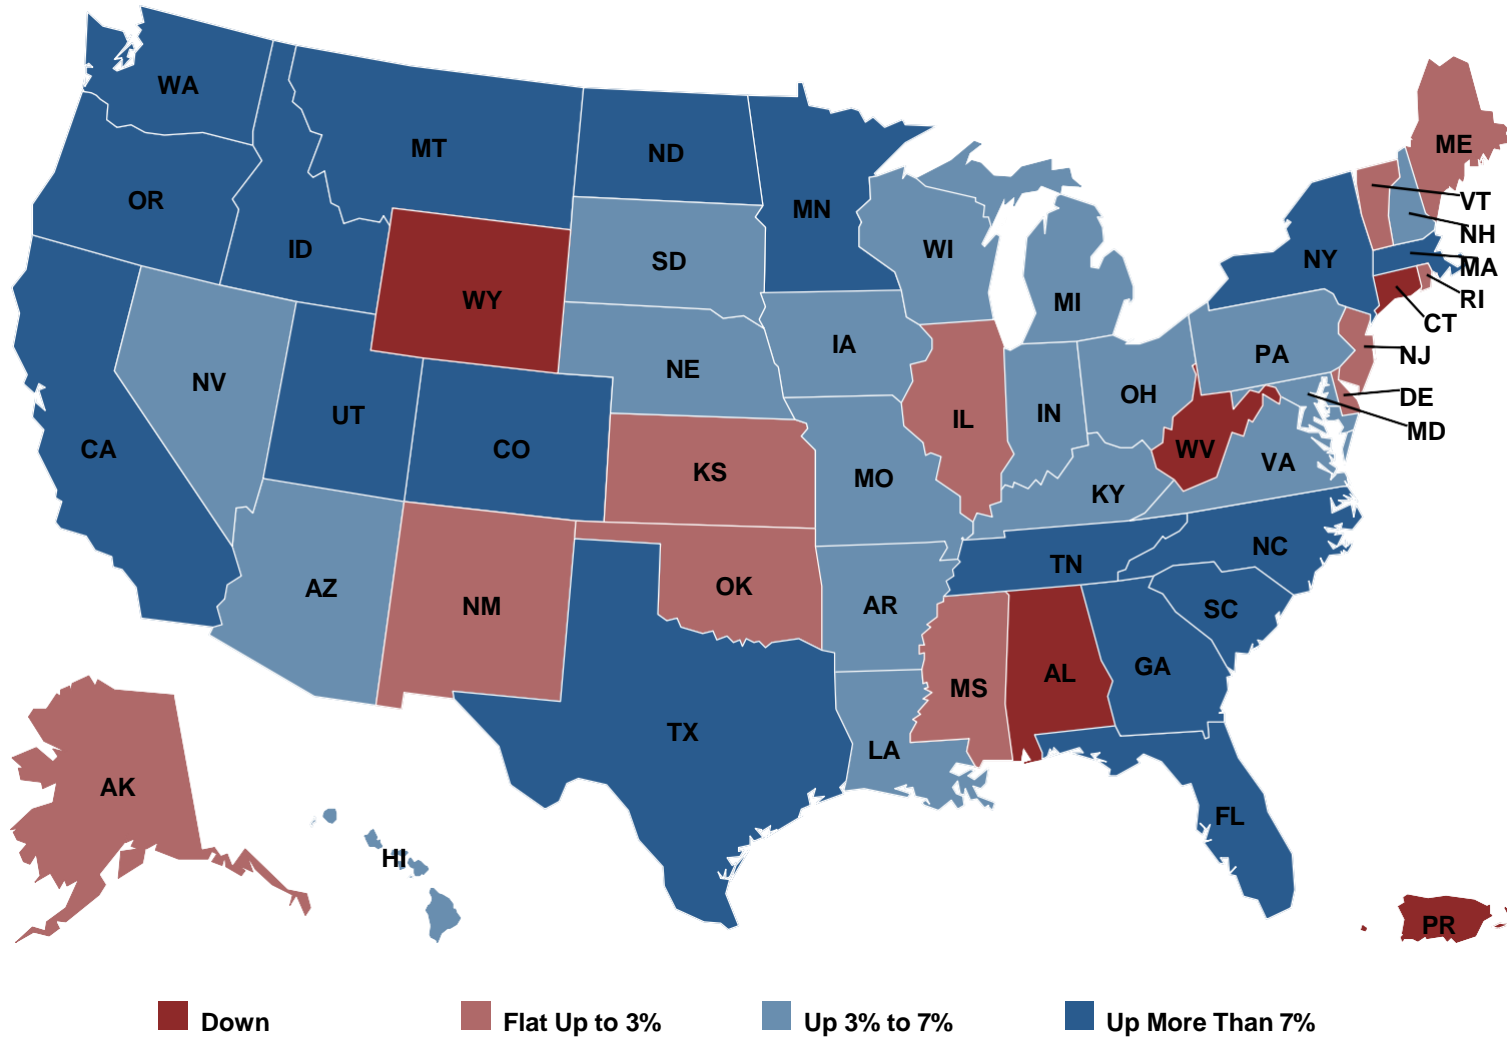 WA
MT
ND
MN
OR
ID
WY
SD
WI
MI
NY
ME
VT
NH
MA
RI
CT
NJ
DE
MD
NV
UT
CO
CA
NE
IA
IL
IN
OH
PA
KS
MO
KY
WV
VA
AZ
NM
OK
AR
TN
NC
SC
TX
LA
MS
AL
GA
FL
AK
HI
PR
Down
Flat Up to 3%
Up 3% to 7%
Up More Than 7%